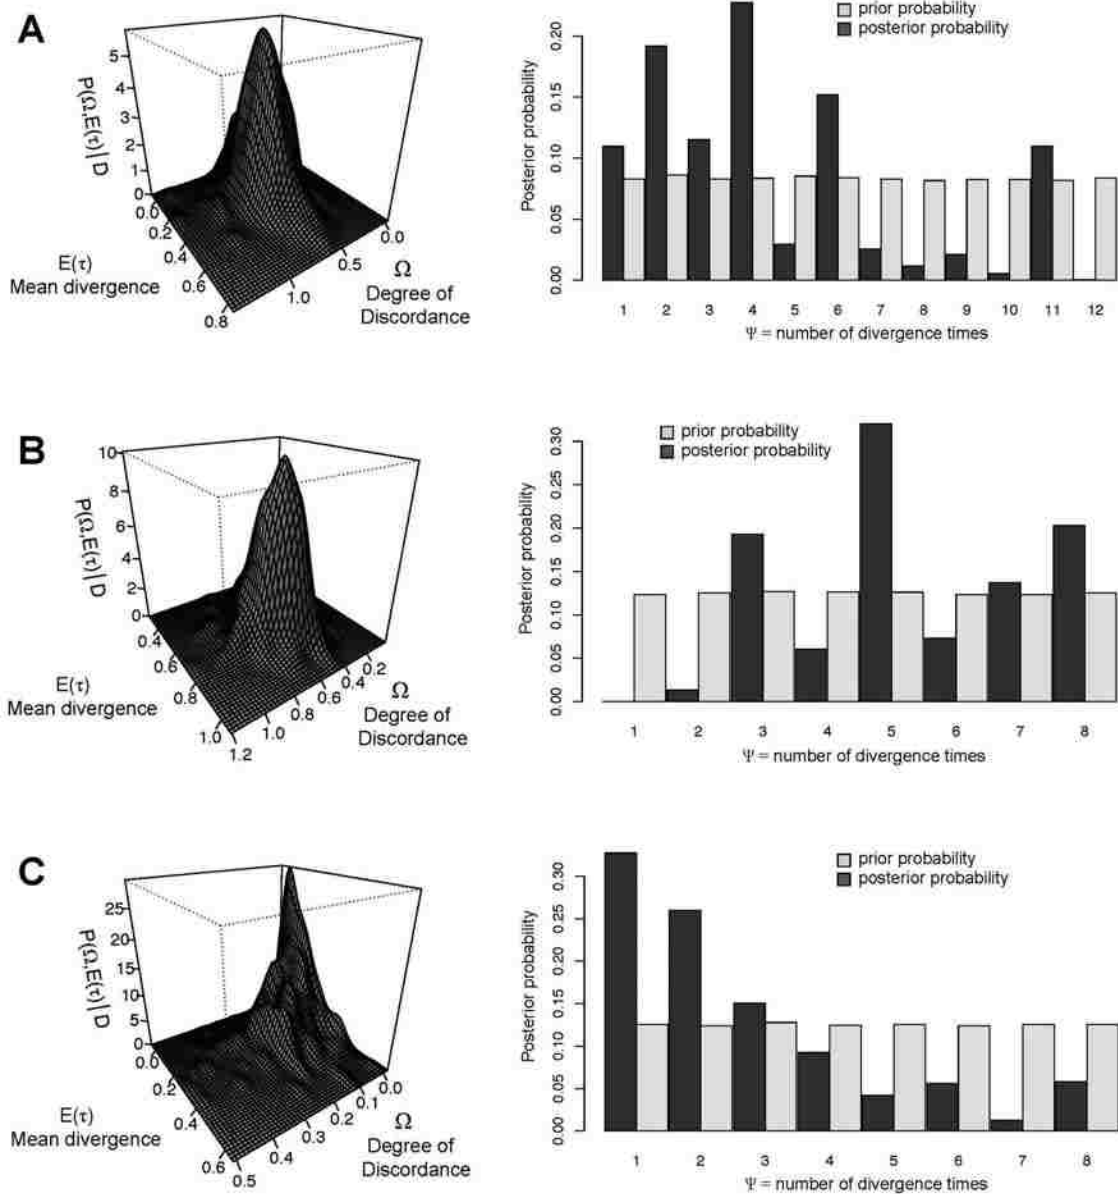 A
P(Ω,E(τ)|D
5
4
3
2
1
0
0.0
0.2
0.4
0.6
0.8
E(τ)
Mean divergence
1.0
0.5
0.0
Ω
Degree of
Discordance
prior probability
posterior probability
Posterior probability
0.20
0.15
0.10
0.05
0.00
1 2 3 4 5 6 7 8 9 10 11 12
Ψ = number of divergence times
B
P(Ω,E(τ)|D
10
8
6
4
2
0
0.4
0.6
0.8
1.0
1.2
E(τ)
Mean divergence
1.0
0.8
0.6
0.4
0.2
Ω
Degree of
Discordance
prior probability
posterior probability
Posterior probability
0.30
0.25
0.20
0.15
0.10
0.05
0.00
1 2 3 4 5 6 7 8
Ψ = number of divergence times
C
P(Ω,E(τ)|D
25
20
15
10
5
0
0.0
0.2
0.4
0.6
E(τ)
Mean divergence
0.5
0.4
0.3
0.2
0.1
0.0
Ω
Degree of
Discordance
prior probability
posterior probability
Posterior probability
0.30
0.25
0.20
0.15
0.10
0.05
0.00
1 2 3 4 5 6 7 8
Ψ = number of divergence times